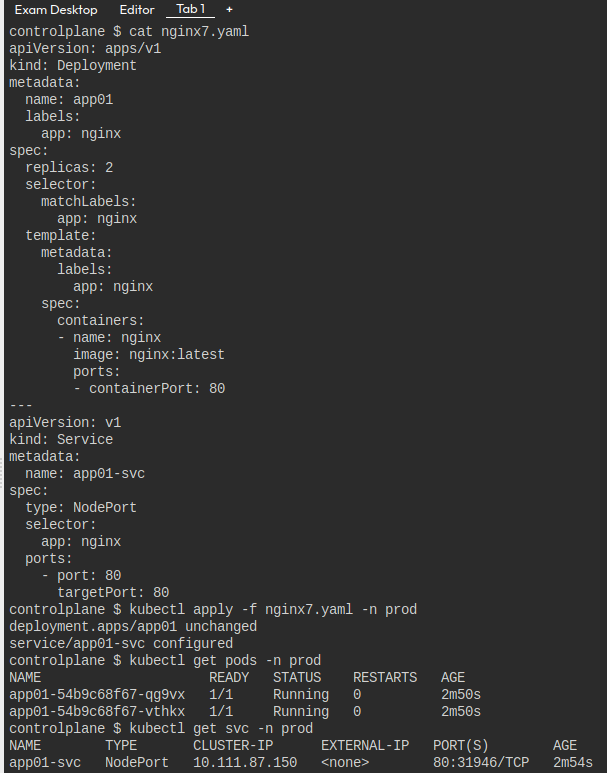 Exam Desktop Editor Tab 1 +
controlplane $ cat nginx7.yaml
apiVersion: apps/v1
kind: Deployment
metadata:
  name: app01
  labels:
    app: nginx
spec:
  replicas: 2
  selector:
    matchLabels:
      app: nginx
  template:
    metadata:
      labels:
        app: nginx
    spec:
      containers:
      - name: nginx
        image: nginx:latest
        ports:
        - containerPort: 80
---
apiVersion: v1
kind: Service
metadata:
  name: app01-svc
spec:
  type: NodePort
  selector:
    app: nginx
  ports:
    - port: 80
      targetPort: 80
controlplane $ kubectl apply -f nginx7.yaml -n prod
deployment.apps/app01 unchanged
service/app01-svc configured
controlplane $ kubectl get pods -n prod
NAME                     READY   STATUS    RESTARTS   AGE
app01-54b9c68f67-qg9vx   1/1     Running   0          2m50s
app01-54b9c68f67-vthkx   1/1     Running   0          2m50s
controlplane $ kubectl get svc -n prod
NAME        TYPE       CLUSTER-IP      EXTERNAL-IP   PORT(S)        AGE
app01-svc   NodePort   10.111.87.150   <none>        80:31946/TCP   2m54s